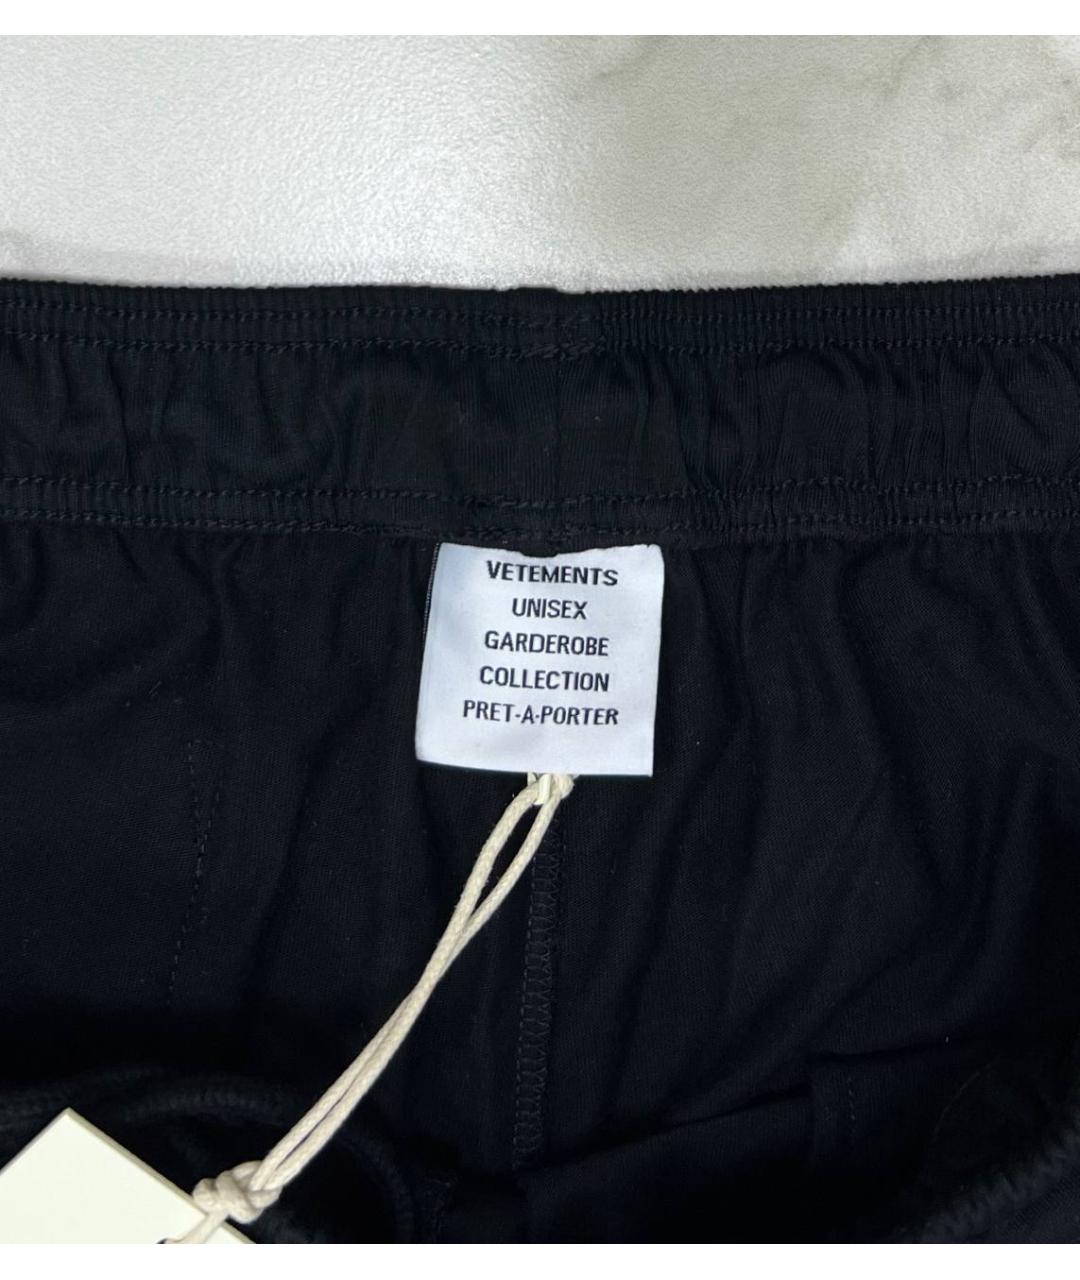 VETEMENTS
UNISEX
GARDEROBE
COLLECTION
PRET-A-PORTER